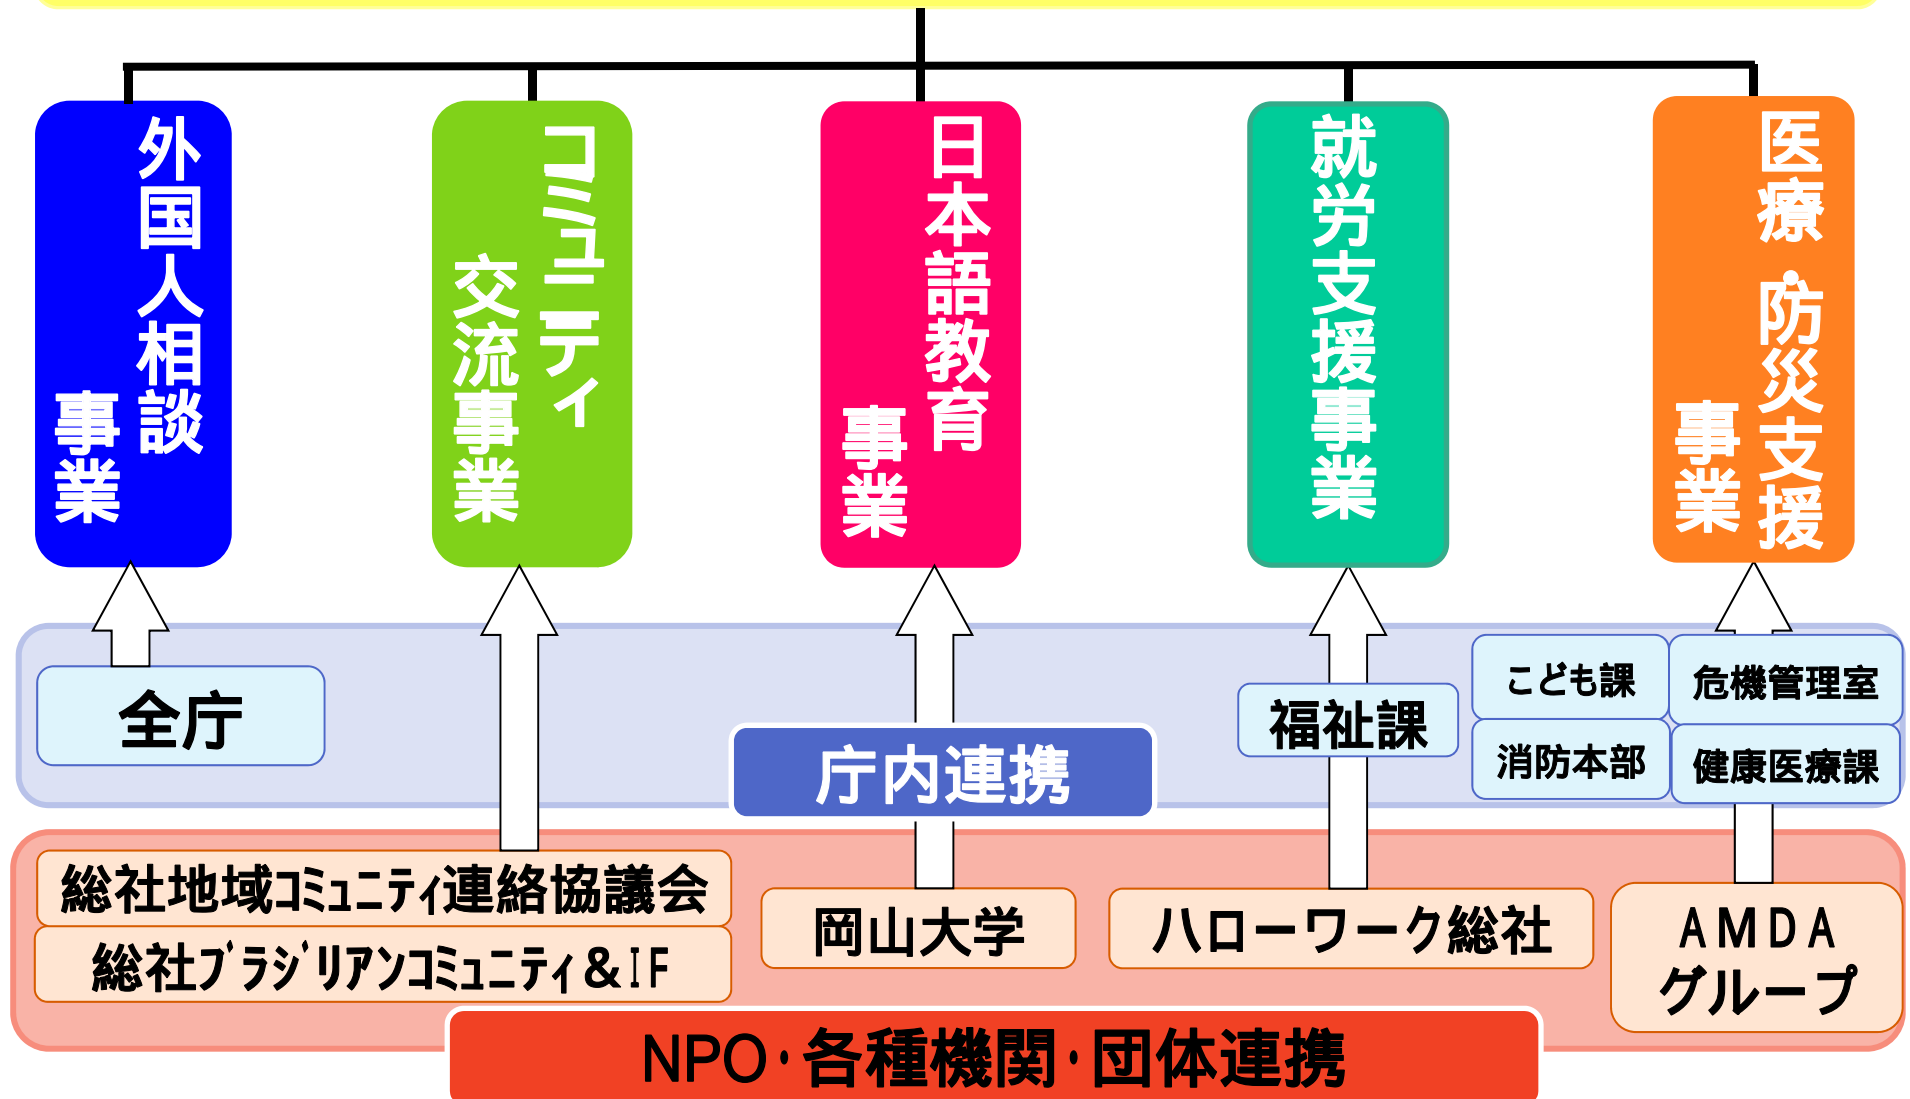 外国人相談
事業
コミュニティ
交流事業
日本語教育
事業
就労支援事業
医療・防災支援
事業
全庁
庁内連携
福祉課
こども課
危機管理室
消防本部
健康医療課
総社地域ｺﾐｭﾆﾃｨ連絡協議会
総社ﾌﾞﾗｼﾞﾘｱﾝｺﾐｭﾆﾃｨ＆ＩＦ
岡山大学
ハローワーク総社
ＡＭＤＡ
グループ
NPO・各種機関・団体連携